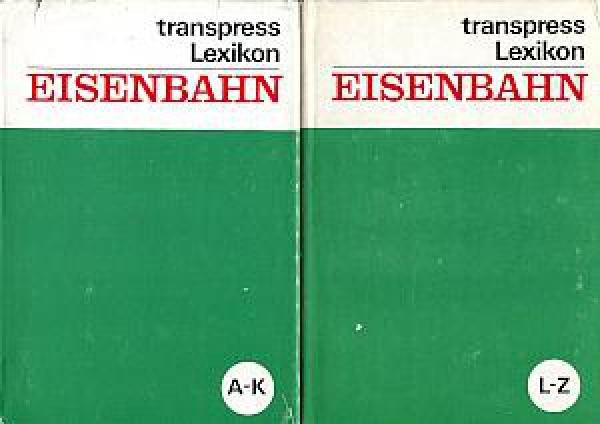 transpress
Lexikon
EISENBAHN
A-K
transpress
Lexikon
EISENBAHN
L-Z